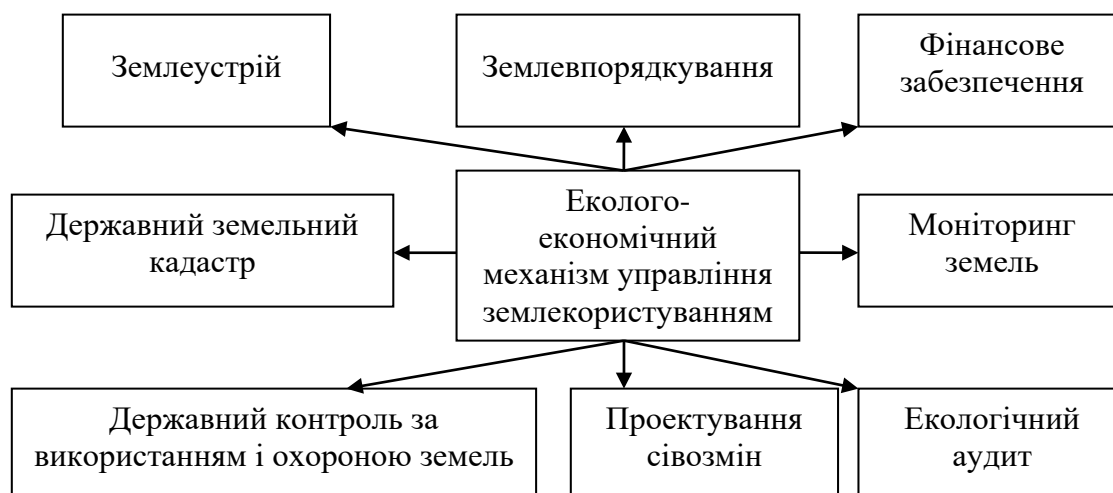 Землеустрій
Землевпорядкування
Фінансове
забезпечення
Державний земельний
кадастр
Еколого-
економічний
механізм управління
землекористуванням
Моніторинг
земель
Державний контроль за
використанням і охороною земель
Проектування
сівозмін
Екологічний
аудит